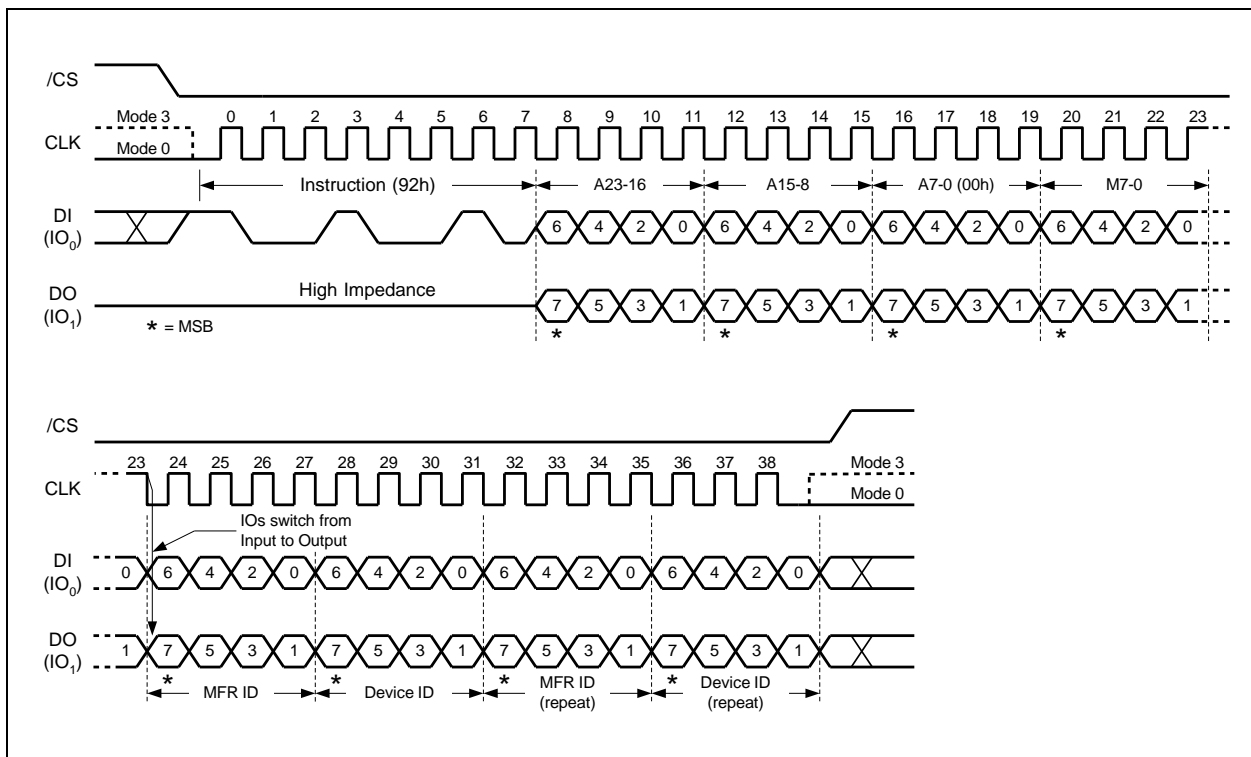 /CS
Mode 3 0 1 2 3 4 5 6 7 8 9 10 11 12 13 14 15 16 17 18 19 20 21 22 23
CLK
Mode 0
Instruction (92h) A23-16 A15-8 A7-0 (00h) M7-0
DI
(IO0) 6 4 2 0 6 4 2 0 6 4 2 0 6 4 2 0
High Impedance
DO
(IO1) 7 5 3 1 7 5 3 1 7 5 3 1 7 5 3 1
* = MSB * * * *
/CS
23 24 25 26 27 28 29 30 31 32 33 34 35 36 37 38 Mode 3
CLK
Mode 0
IOs switch from
Input to Output
DI
(IO0) 0 6 4 2 0 6 4 2 0 6 4 2 0 6 4 2 0
DO
(IO1) 1 7 5 3 1 7 5 3 1 7 5 3 1 7 5 3 1
* * * *
MFR ID Device ID MFR ID
(repeat) Device ID
(repeat)